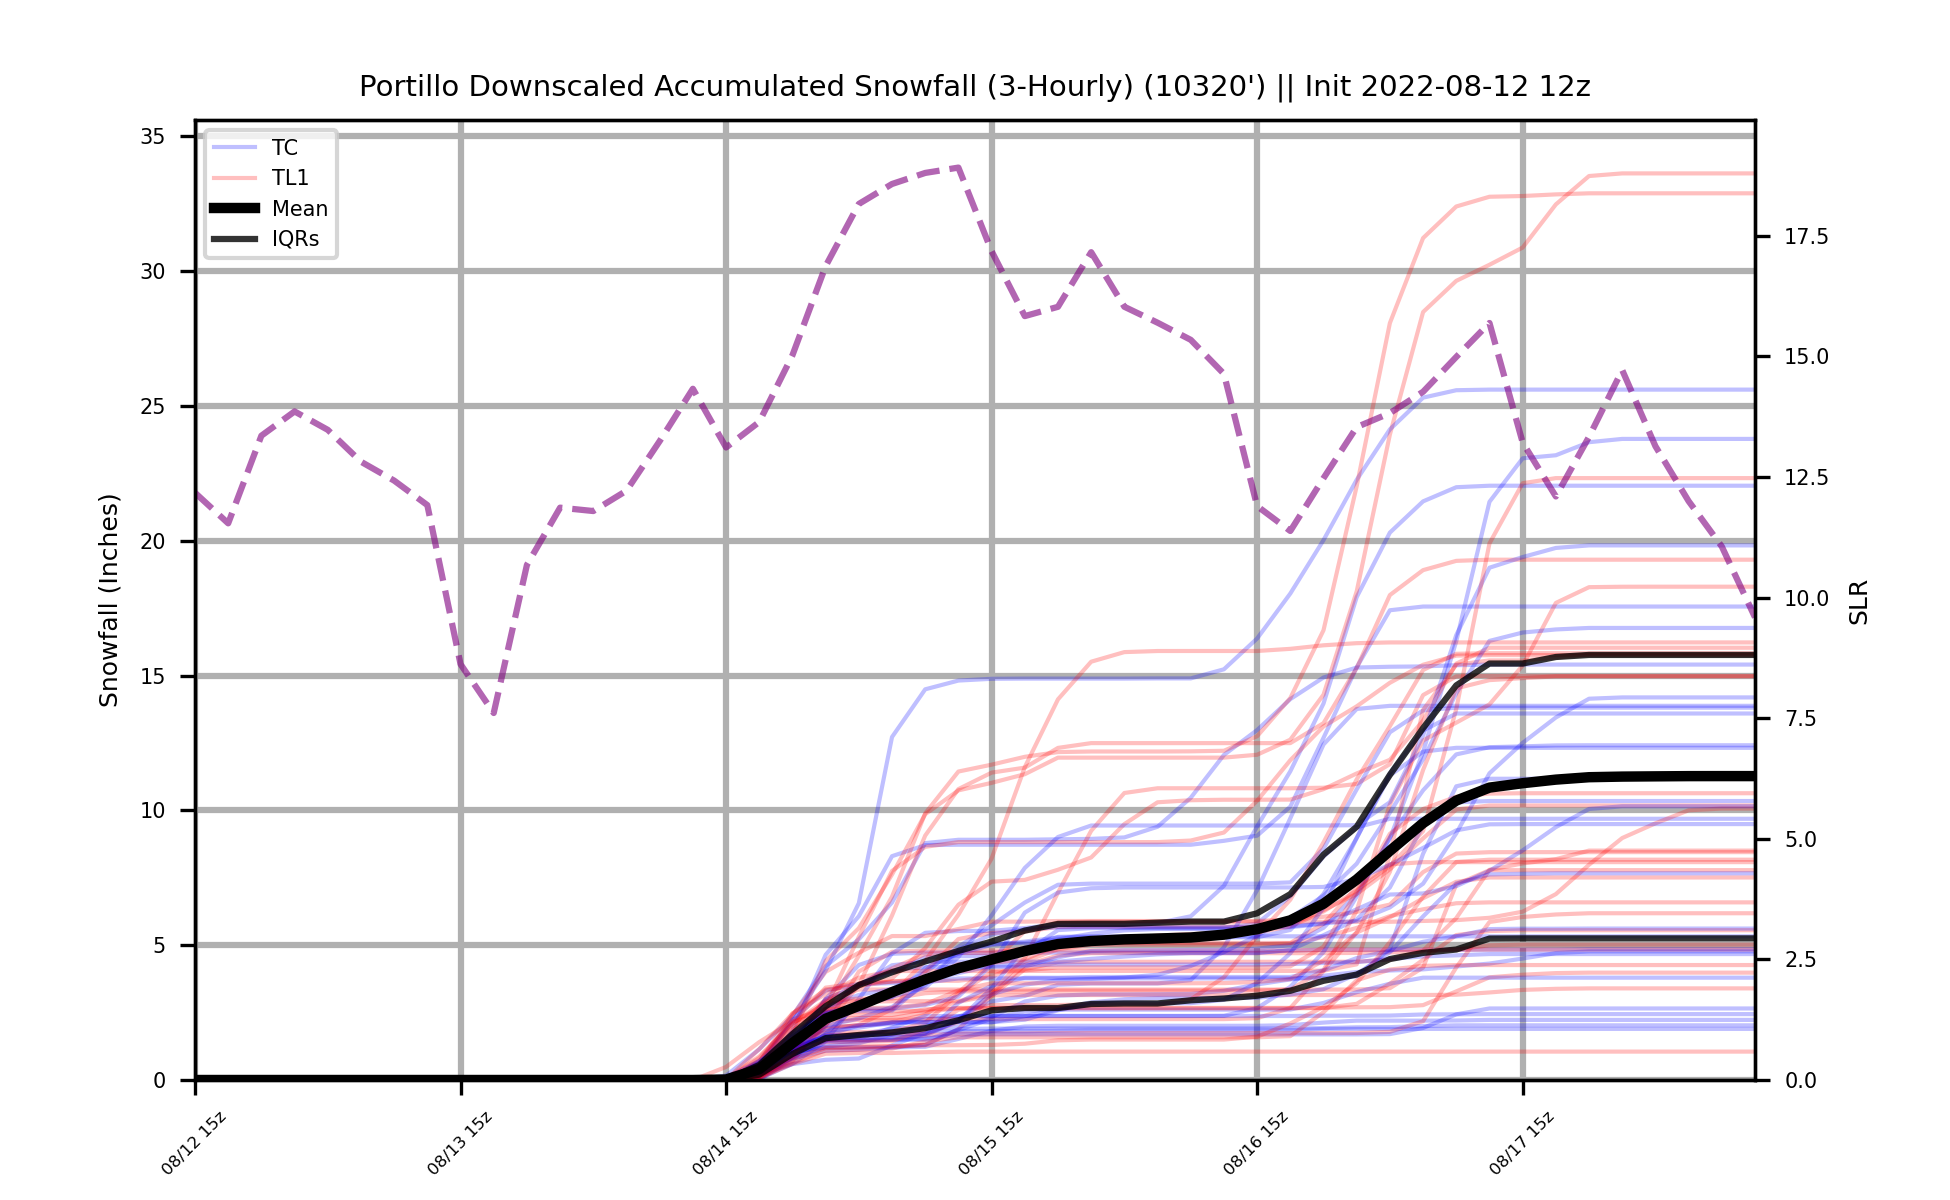 Portillo Downscaled Accumulated Snowfall (3-Hourly) (10320') || Init 2022-08-12 12z
TC
TL1
Mean
IQRs
Snowfall (Inches)
35
30
25
20
15
10
5
0
17.5
15.0
12.5
10.0
7.5
5.0
2.5
0.0
SLR
08/12 15z
08/13 15z
08/14 15z
08/15 15z
08/16 15z
08/17 15z